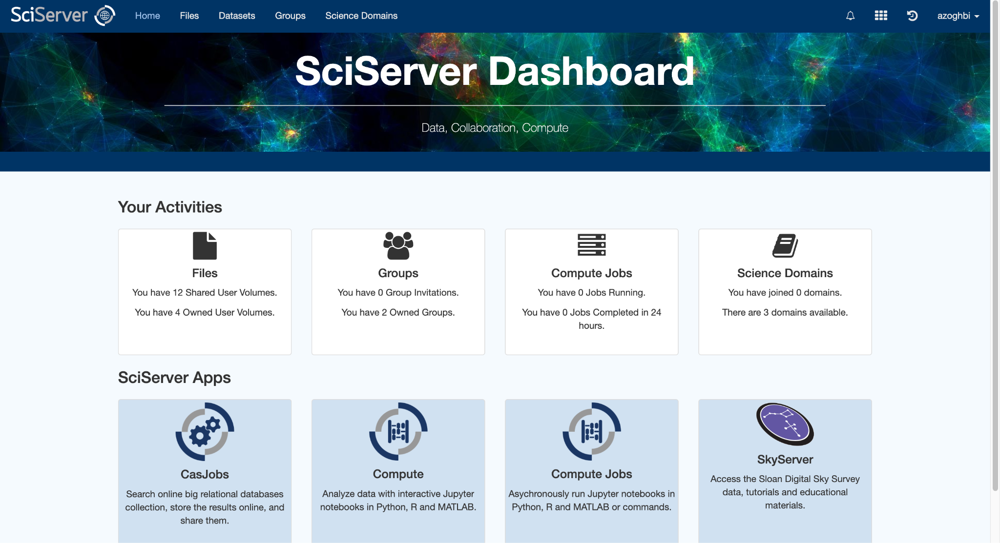 SciServer
Home Files Datasets Groups Science Domains azoghbi
SciServer Dashboard
Data, Collaboration, Compute
Your Activities
Files
You have 12 Shared User Volumes.
You have 4 Owned User Volumes.
Groups
You have 0 Group Invitations.
You have 2 Owned Groups.
Compute Jobs
You have 0 Jobs Running.
You have 0 Jobs Completed in 24
hours.
Science Domains
You have joined 0 domains.
There are 3 domains available.
SciServer Apps
CasJobs
Search online big relational databases
collection, store the results online, and
share them.
Compute
Analyze data with interactive Jupyter
notebooks in Python, R and MATLAB.
Compute Jobs
Asychronously run Jupyter notebooks in
Python, R and MATLAB or commands.
SkyServer
Access the Sloan Digital Sky Survey
data, tutorials and educational
materials.